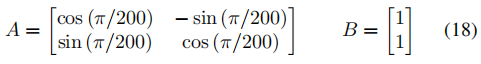 A = [cos (π/200) − sin (π/200) sin (π/200) cos (π/200)] B = [1 1] (18)